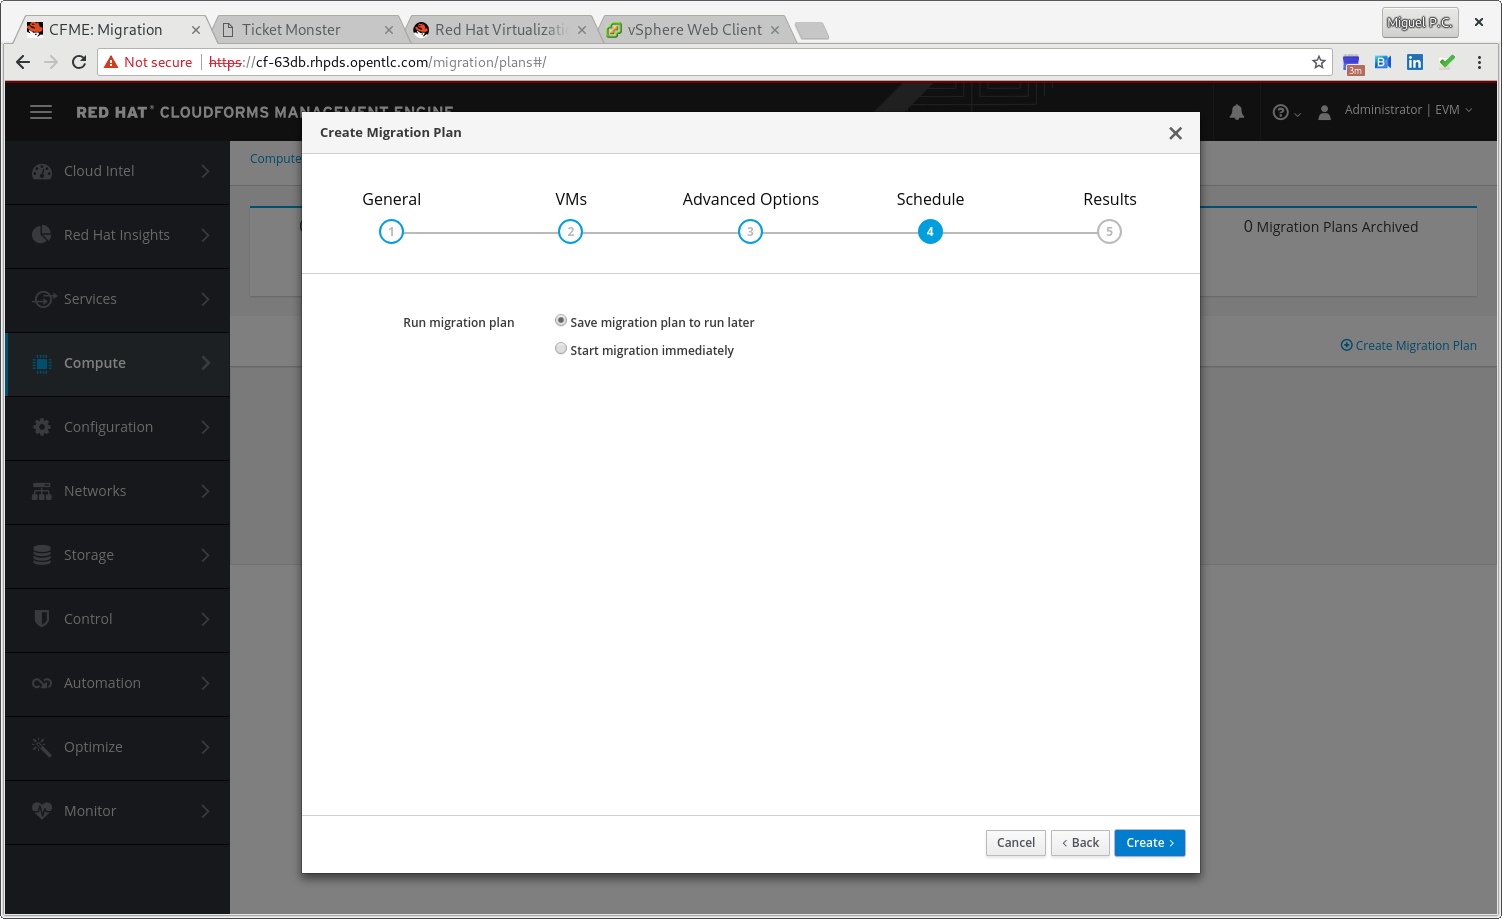 CFME: Migration
Ticket Monster
Red Hat Virtualizati
vSphere Web Client
Miguel P.C.
Not secure
https://cf-63db.rhpds.opentlc.com/migration/plans#/
3m
RED HAT® CLOUDFORMS MANAGEMENT ENGINE
Administrator | EVM
Cloud Intel
Red Hat Insights
Services
Compute
Configuration
Networks
Storage
Control
Automation
Optimize
Monitor
Compute
0 Migration Plans Archived
Create Migration Plan
Create Migration Plan
General
VMs
Advanced Options
Schedule
Results
1
2
3
4
5
Run migration plan
Save migration plan to run later
Start migration immediately
Cancel
‹ Back
Create ›